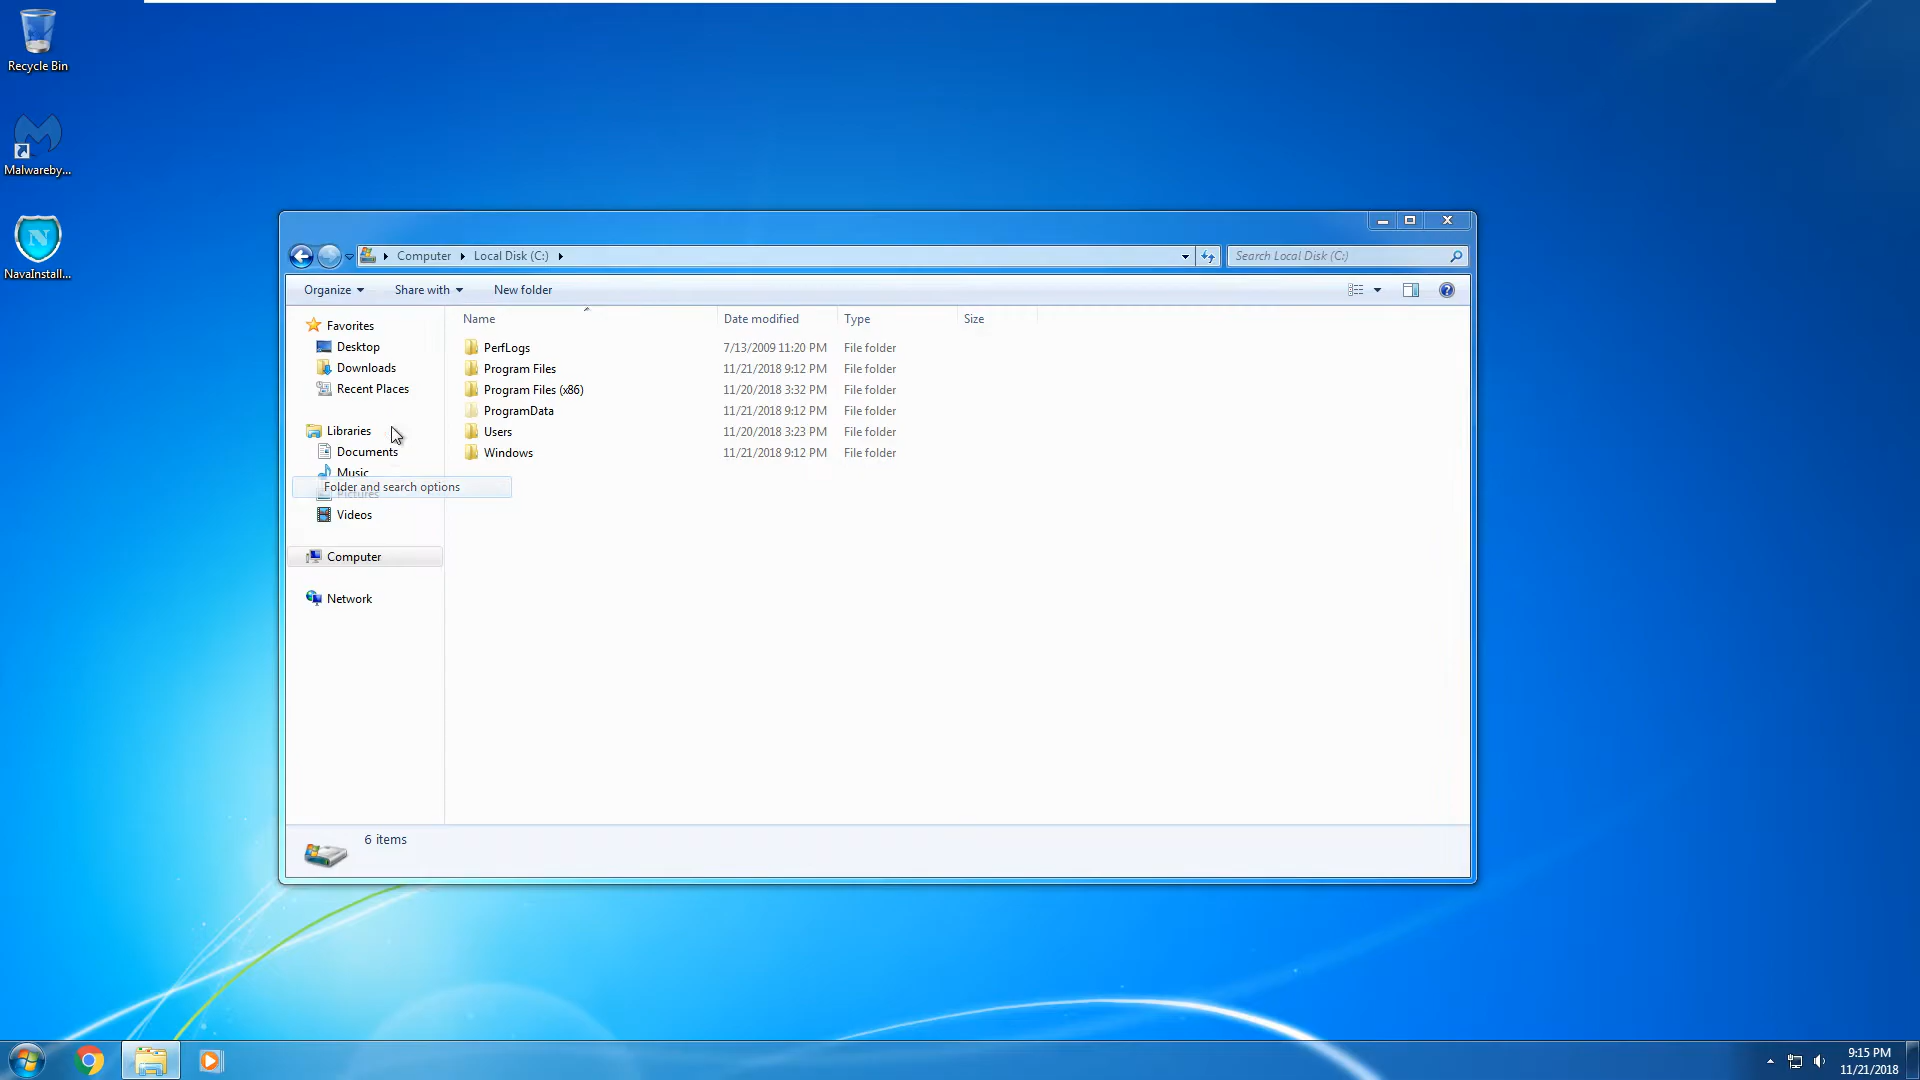 Recycle Bin
Malwareby...
NavaInstall...
Computer
Local Disk (C:)
Search Local Disk (C:)
Organize
Share with
New folder
Favorites
Desktop
Downloads
Recent Places
Libraries
Documents
Music
Folder and search options
Pictures
Videos
Computer
Network
Name
Date modified
Type
Size
PerfLogs 7/13/2009 11:20 PM File folder
Program Files 11/21/2018 9:12 PM File folder
Program Files (x86) 11/20/2018 3:32 PM File folder
ProgramData 11/21/2018 9:12 PM File folder
Users 11/20/2018 3:23 PM File folder
Windows 11/21/2018 9:12 PM File folder
6 items
9:15 PM
11/21/2018